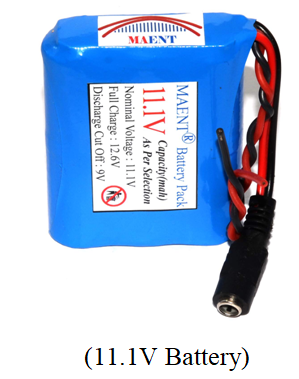 MAENT
MAENT® Battery Pack
11.1V
Capacity(mah)
As Per Selection
Nominal Voltage : 11.1V
Full Charge : 12.6V
Discharge Cut Off : 9V
(11.1V Battery)